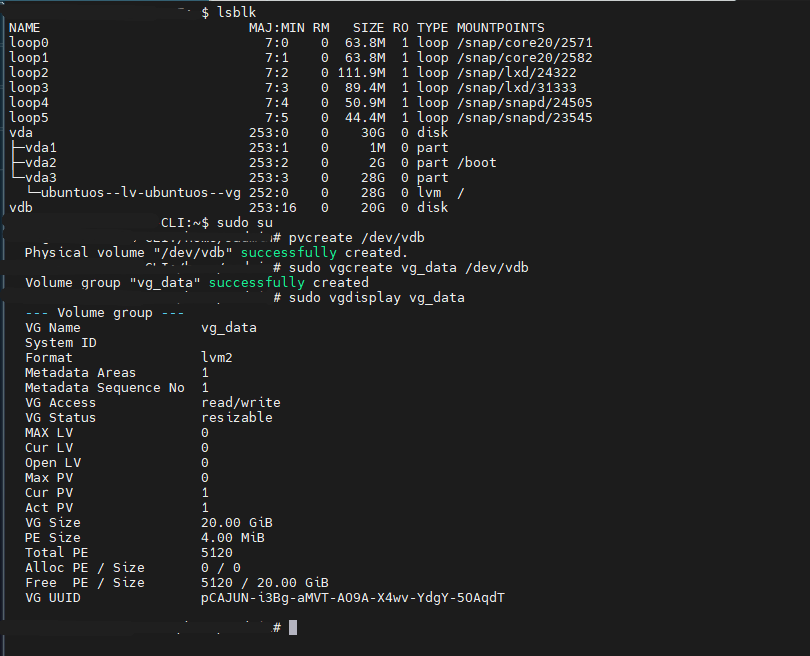 $ lsblk
NAME                          MAJ:MIN RM   SIZE RO TYPE MOUNTPOINTS
loop0                           7:0    0  63.8M  1 loop /snap/core20/2571
loop1                           7:1    0  63.8M  1 loop /snap/core20/2582
loop2                           7:2    0 111.9M  1 loop /snap/lxd/24322
loop3                           7:3    0  89.4M  1 loop /snap/lxd/31333
loop4                           7:4    0  50.9M  1 loop /snap/snapd/24505
loop5                           7:5    0  44.4M  1 loop /snap/snapd/23545
vda                           253:0    0    30G  0 disk
├─vda1                        253:1    0     1M  0 part
├─vda2                        253:2    0     2G  0 part /boot
└─vda3                        253:3    0    28G  0 part
  └─ubuntuos--lv-ubuntuos--vg 252:0    0    28G  0 lvm  /
vdb                           253:16   0    20G  0 disk
CLI:~$ sudo su
# pvcreate /dev/vdb
  Physical volume "/dev/vdb" successfully created.
# sudo vgcreate vg_data /dev/vdb
  Volume group "vg_data" successfully created
# sudo vgdisplay vg_data
  --- Volume group ---
  VG Name               vg_data
  System ID
  Format                lvm2
  Metadata Areas        1
  Metadata Sequence No  1
  VG Access             read/write
  VG Status             resizable
  MAX LV                0
  Cur LV                0
  Open LV               0
  Max PV                0
  Cur PV                1
  Act PV                1
  VG Size               20.00 GiB
  PE Size               4.00 MiB
  Total PE              5120
  Alloc PE / Size       0 / 0
  Free  PE / Size       5120 / 20.00 GiB
  VG UUID               pCAJUN-i3Bg-aMVT-AO9A-X4wv-YdgY-5OAqdT
#